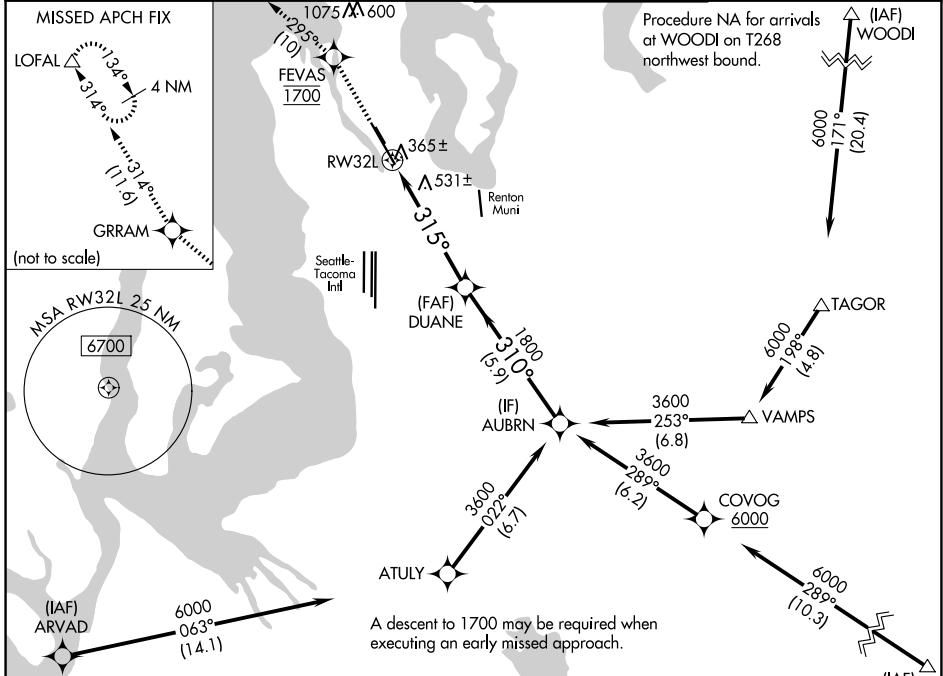 MISSED APCH FIX
LOFAL
134°
4 NM
314°
314°
(11.6)
GRRAM
(not to scale)
1075
600
295°
(10)
FEVAS
1700
RW32L
365±
531±
Renton
Muni
315°
Seattle-
Tacoma
Intl
(FAF)
DUANE
1800
310°
(5.9)
(IF)
AUBRN
Procedure NA for arrivals
at WOODI on T268
northwest bound.
(IAF)
WOODI
6000
171°
(20.4)
TAGOR
6000
198°
(4.8)
VAMPS
3600
253°
(6.8)
3600
289°
(6.2)
COVOG
6000
3600
022°
(6.7)
ATULY
MSA RW32L 25 NM
6700
(IAF)
ARVAD
6000
063°
(14.1)
A descent to 1700 may be required when
executing an early missed approach.
6000
289°
(10.3)